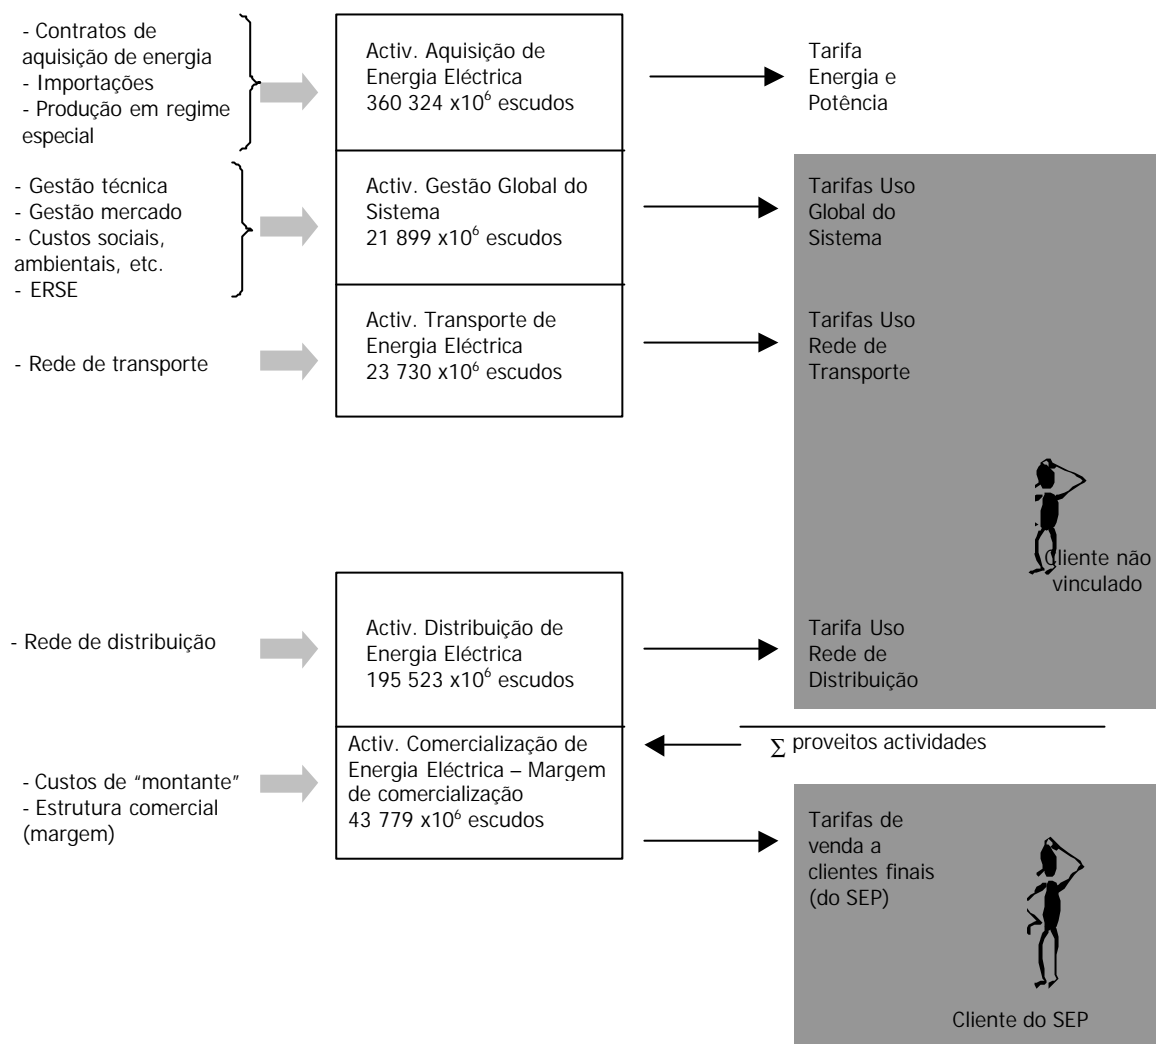 - Contratos de
aquisição de energia
- Importações
- Produção em regime
especial
Activ. Aquisição de
Energia Eléctrica
360 324 x10⁶ escudos
Tarifa
Energia e
Potência
- Gestão técnica
- Gestão mercado
- Custos sociais,
ambientais, etc.
- ERSE
Activ. Gestão Global do
Sistema
21 899 x10⁶ escudos
Tarifas Uso
Global do
Sistema
- Rede de transporte
Activ. Transporte de
Energia Eléctrica
23 730 x10⁶ escudos
Tarifas Uso
Rede de
Transporte
Cliente não
vinculado
- Rede de distribuição
Activ. Distribuição de
Energia Eléctrica
195 523 x10⁶ escudos
Tarifa Uso
Rede de
Distribuição
- Custos de “montante”
- Estrutura comercial
(margem)
Activ. Comercialização de
Energia Eléctrica – Margem
de comercialização
43 779 x10⁶ escudos
∑ proveitos actividades
Tarifas de
venda a
clientes finais
(do SEP)
Cliente do SEP